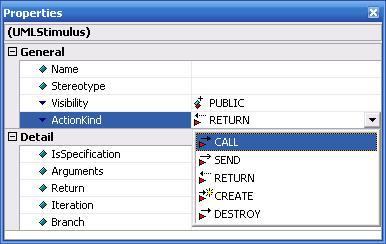 Properties
(UMLStimulus)
General
Name
Stereotype
Visibility PUBLIC
ActionKind RETURN
Detail CALL
IsSpecification SEND
Arguments RETURN
Return CREATE
Iteration DESTROY
Branch